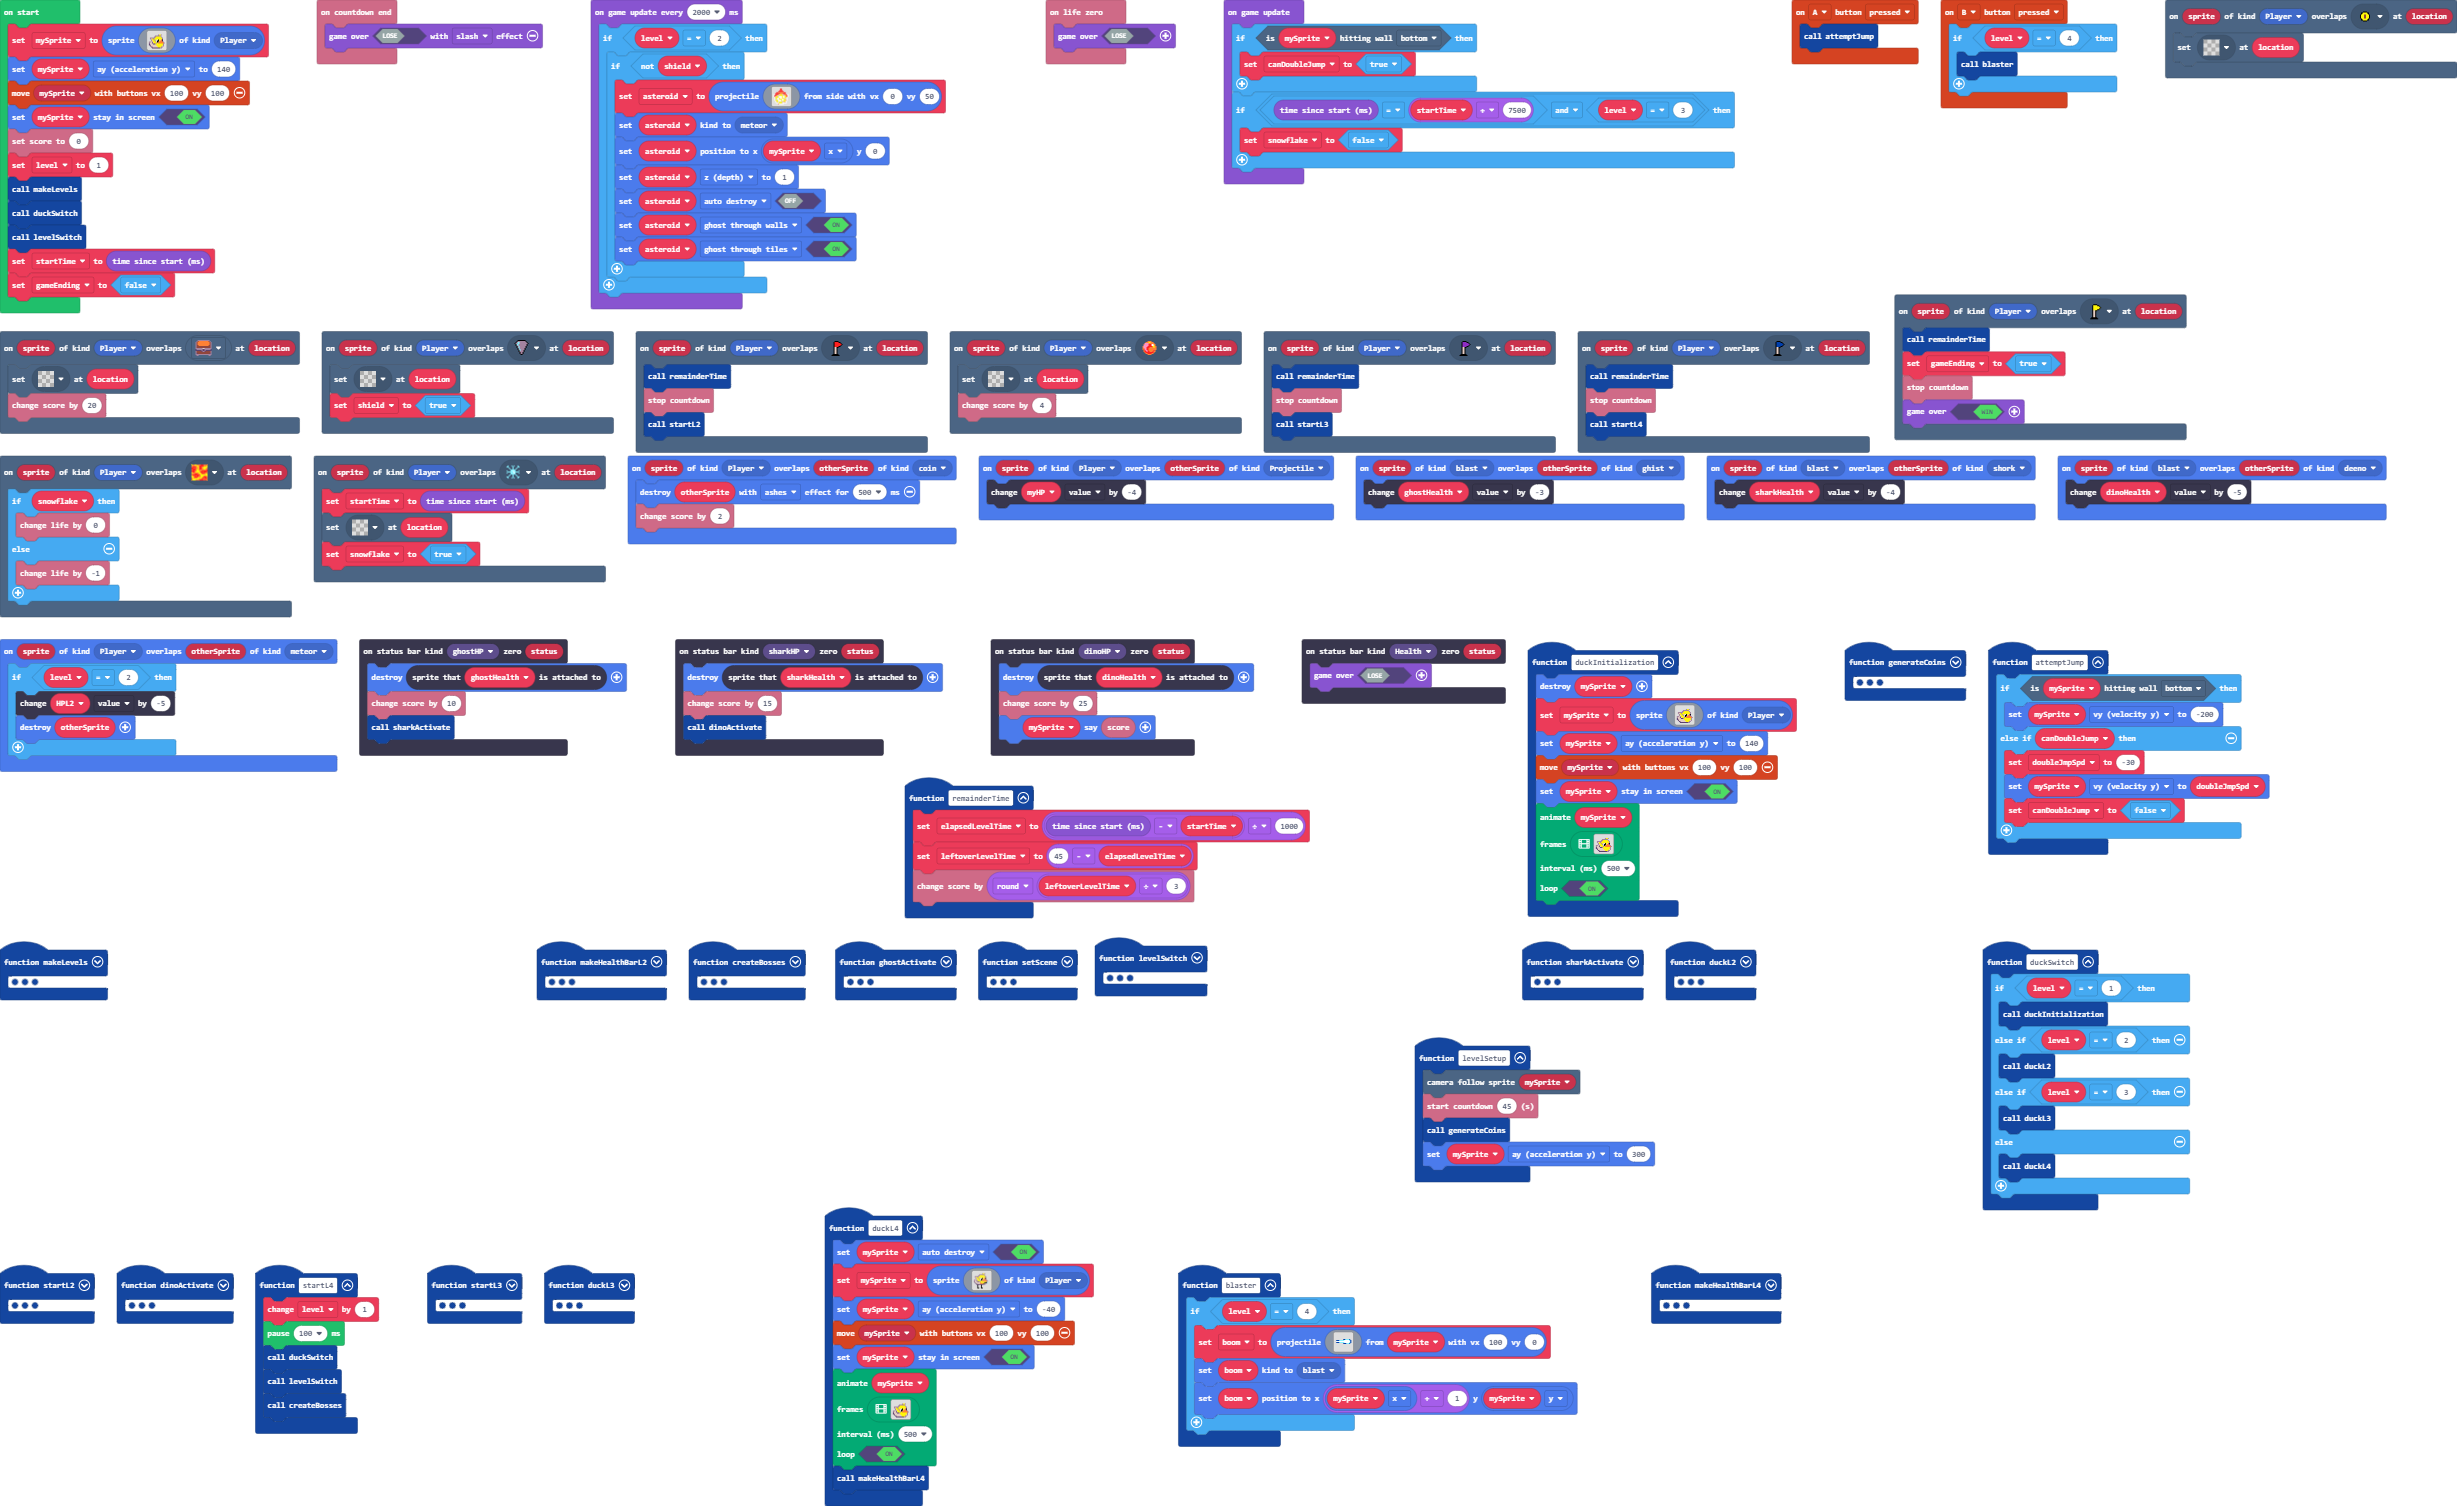 on start
set mySprite to sprite of kind Player
set mySprite ay (acceleration y) to 140
move mySprite with buttons vx 100 vy 100
set mySprite stay in screen ON
set score to 0
set level to 1
call makeLevels
call duckSwitch
call levelSwitch
set startTime to time since start (ms)
set gameEnding to false
on countdown end
game over LOSE with slash effect
on game update every 2000 ms
if level = 2 then
if not shield then
set asteroid to projectile from side with vx 0 vy 50
set asteroid kind to meteor
set asteroid position to x mySprite x y 0
set asteroid z (depth) to 1
set asteroid auto destroy OFF
set asteroid ghost through walls ON
set asteroid ghost through tiles ON
on life zero
game over LOSE
on game update
if is mySprite hitting wall bottom then
set canDoubleJump to true
if time since start (ms) = startTime + 7500 and level = 3 then
set snowflake to false
on A button pressed
call attemptJump
on B button pressed
if level = 4 then
call blaster
on sprite of kind Player overlaps at location
set at location
on sprite of kind Player overlaps at location
set at location
change score by 20
on sprite of kind Player overlaps at location
set at location
set shield to true
on sprite of kind Player overlaps at location
call remainderTime
stop countdown
call startL2
on sprite of kind Player overlaps at location
set at location
change score by 4
on sprite of kind Player overlaps at location
call remainderTime
stop countdown
call startL3
on sprite of kind Player overlaps at location
call remainderTime
stop countdown
call startL4
on sprite of kind Player overlaps at location
call remainderTime
set gameEnding to true
stop countdown
game over WIN
on sprite of kind Player overlaps at location
if snowflake then
change life by 0
else
change life by -1
on sprite of kind Player overlaps at location
set startTime to time since start (ms)
set at location
set snowflake to true
on sprite of kind Player overlaps otherSprite of kind coin
destroy otherSprite with ashes effect for 500 ms
change score by 2
on sprite of kind Player overlaps otherSprite of kind Projectile
change myHP value by -4
on sprite of kind blast overlaps otherSprite of kind ghist
change ghostHealth value by -3
on sprite of kind blast overlaps otherSprite of kind shork
change sharkHealth value by -4
on sprite of kind blast overlaps otherSprite of kind deeno
change dinoHealth value by -5
on sprite of kind Player overlaps otherSprite of kind meteor
if level = 2 then
change HPL2 value by -5
destroy otherSprite
on status bar kind ghostHP zero status
destroy sprite that ghostHealth is attached to
change score by 10
call sharkActivate
on status bar kind sharkHP zero status
destroy sprite that sharkHealth is attached to
change score by 15
call dinoActivate
on status bar kind dinoHP zero status
destroy sprite that dinoHealth is attached to
change score by 25
mySprite say score
on status bar kind Health zero status
game over LOSE
function duckInitialization
destroy mySprite
set mySprite to sprite of kind Player
set mySprite ay (acceleration y) to 140
move mySprite with buttons vx 100 vy 100
set mySprite stay in screen ON
animate mySprite
frames
interval (ms) 500
loop ON
function generateCoins
function attemptJump
if is mySprite hitting wall bottom then
set mySprite vy (velocity y) to -200
else if canDoubleJump then
set doubleJmpSpd to -30
set mySprite vy (velocity y) to doubleJmpSpd
set canDoubleJump to false
function remainderTime
set elapsedLevelTime to time since start (ms) - startTime ÷ 1000
set leftoverLevelTime to 45 - elapsedLevelTime
change score by round leftoverLevelTime ÷ 3
function makeLevels
function makeHealthBarL2
function createBosses
function ghostActivate
function setScene
function levelSwitch
function sharkActivate
function duckL2
function duckSwitch
if level = 1 then
call duckInitialization
else if level = 2 then
call duckL2
else if level = 3 then
call duckL3
else
call duckL4
function levelSetup
camera follow sprite mySprite
start countdown 45 (s)
call generateCoins
set mySprite ay (acceleration y) to 300
function startL2
function dinoActivate
function startL4
change level by 1
pause 100 ms
call duckSwitch
call levelSwitch
call createBosses
function startL3
function duckL3
function duckL4
set mySprite auto destroy ON
set mySprite to sprite of kind Player
set mySprite ay (acceleration y) to -40
move mySprite with buttons vx 100 vy 100
set mySprite stay in screen ON
animate mySprite
frames
interval (ms) 500
loop ON
call makeHealthBarL4
function blaster
if level = 4 then
set boom to projectile from mySprite with vx 100 vy 0
set boom kind to blast
set boom position to x mySprite x + 1 y mySprite y
function makeHealthBarL4